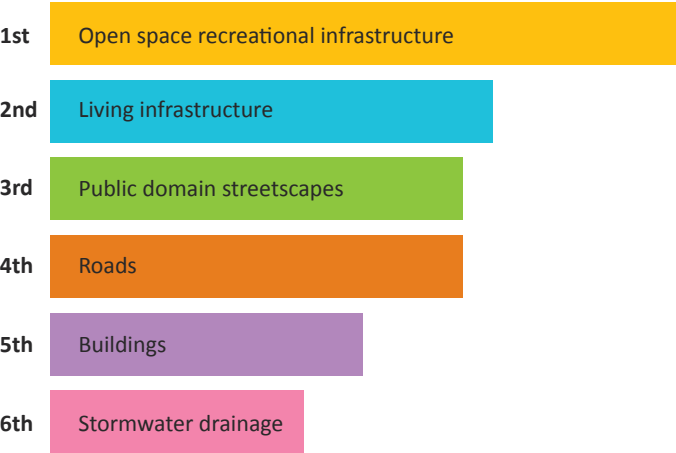 1st Open space recreational infrastructure
2nd Living infrastructure
3rd Public domain streetscapes
4th Roads
5th Buildings
6th Stormwater drainage